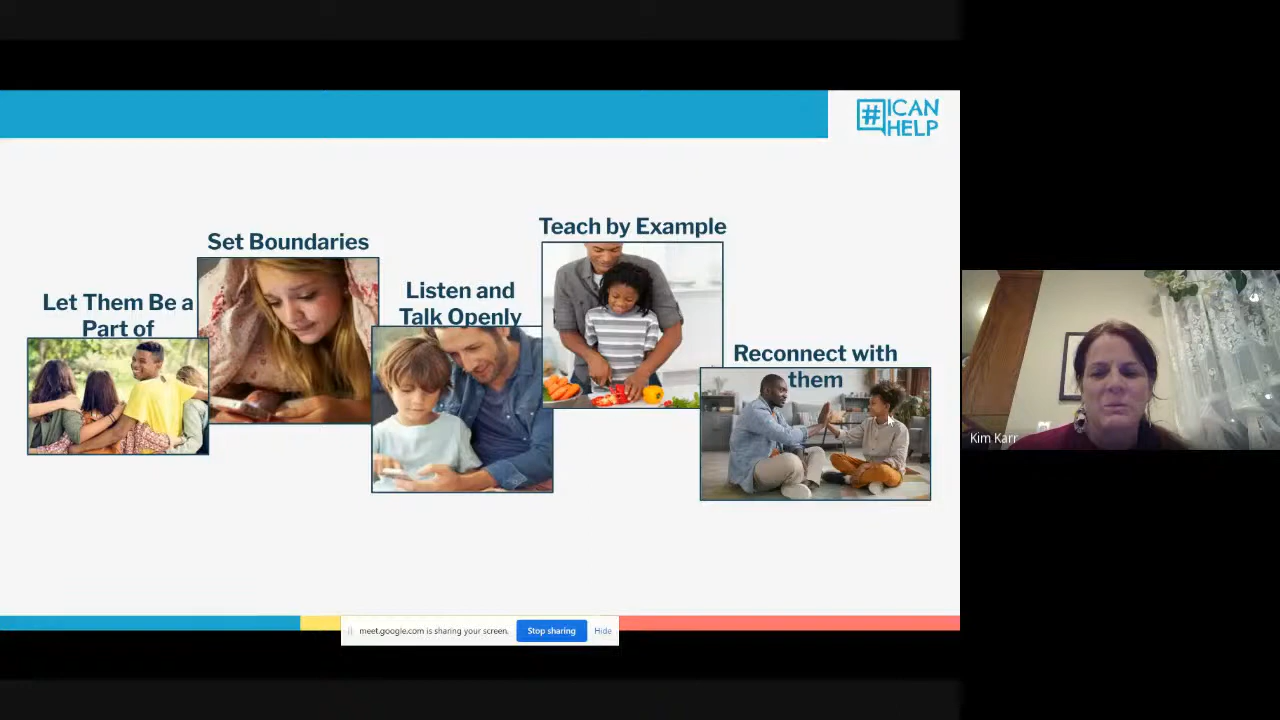 #ICAN
HELP
Teach by Example
Set Boundaries
Listen and
Talk Openly
Let Them Be a
Part of
Reconnect with
them
Kim Karr
meet.google.com is sharing your screen.
Stop sharing
Hide